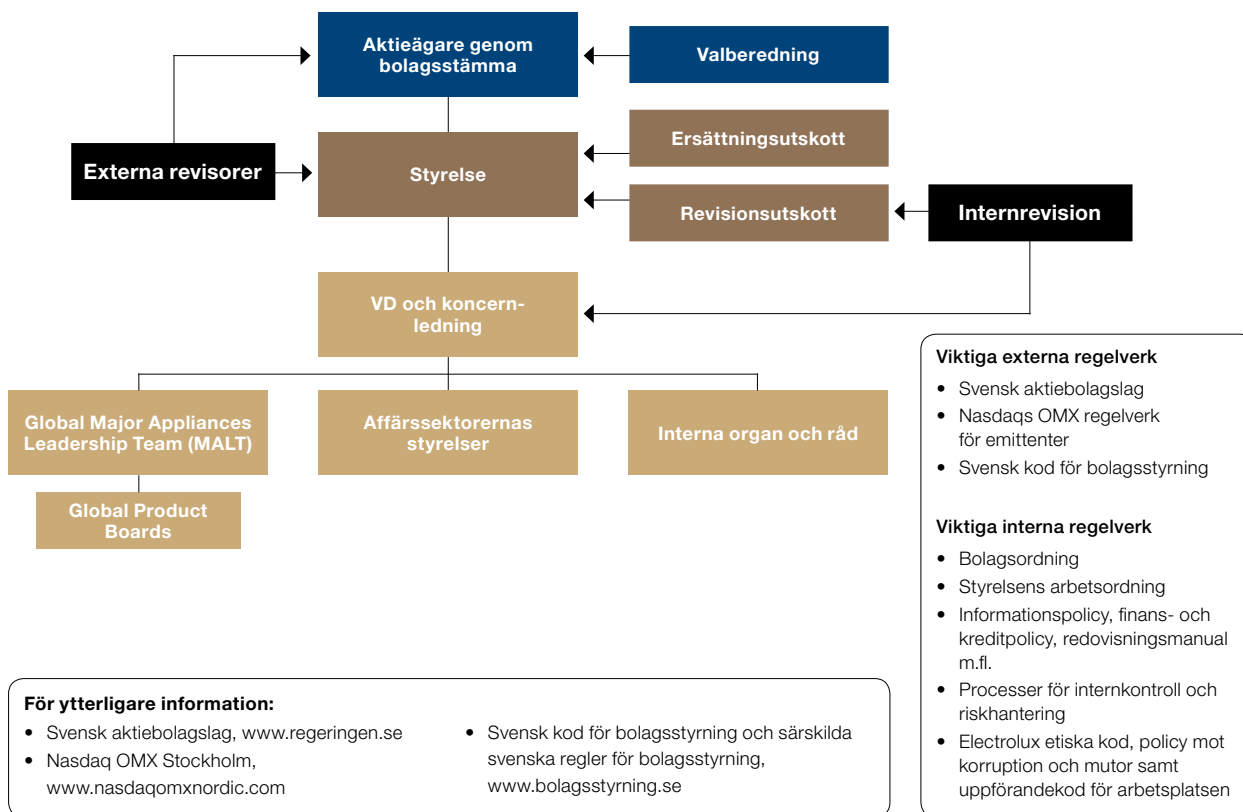 Aktieägare genom
bolagsstämma
Valberedning
Ersättningsutskott
Externa revisorer
Styrelse
Revisionsutskott
Internrevision
VD och koncern-
ledning
Global Major Appliances
Leadership Team (MALT)
Affärssektorernas
styrelser
Interna organ och råd
Global Product
Boards
Viktiga externa regelverk
• Svensk aktiebolagslag
• Nasdaqs OMX regelverk
för emittenter
• Svensk kod för bolagsstyrning
Viktiga interna regelverk
• Bolagsordning
• Styrelsens arbetsordning
• Informationspolicy, finans- och
kreditpolicy, redovisningsmanual
m.fl.
• Processer för internkontroll och
riskhantering
• Electrolux etiska kod, policy mot
korruption och mutor samt
uppförandekod för arbetsplatsen
För ytterligare information:
• Svensk aktiebolagslag, www.regeringen.se
• Nasdaq OMX Stockholm,
www.nasdaqomxnordic.com
• Svensk kod för bolagsstyrning och särskilda
svenska regler för bolagsstyrning,
www.bolagsstyrning.se